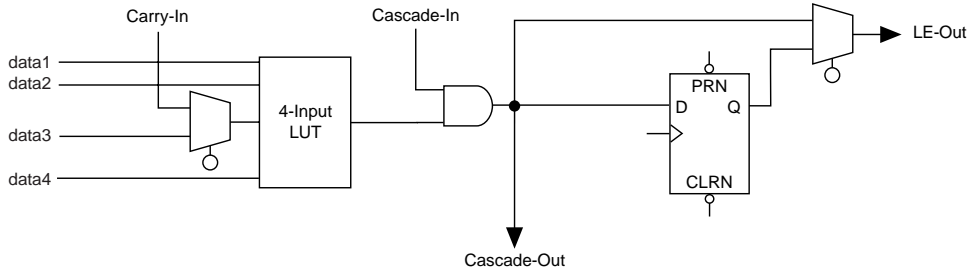 Carry-In
Cascade-In
LE-Out
data1
data2
data3
data4
4-Input
LUT
PRN
D
Q
CLRN
Cascade-Out